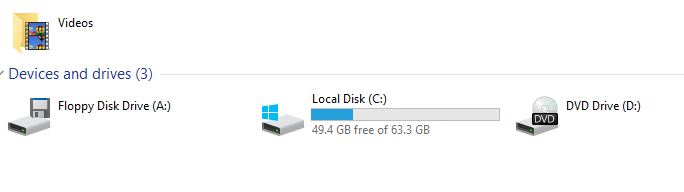 Videos
Devices and drives (3)
Floppy Disk Drive (A:)
Local Disk (C:)
49.4 GB free of 63.3 GB
DVD Drive (D:)
DVD